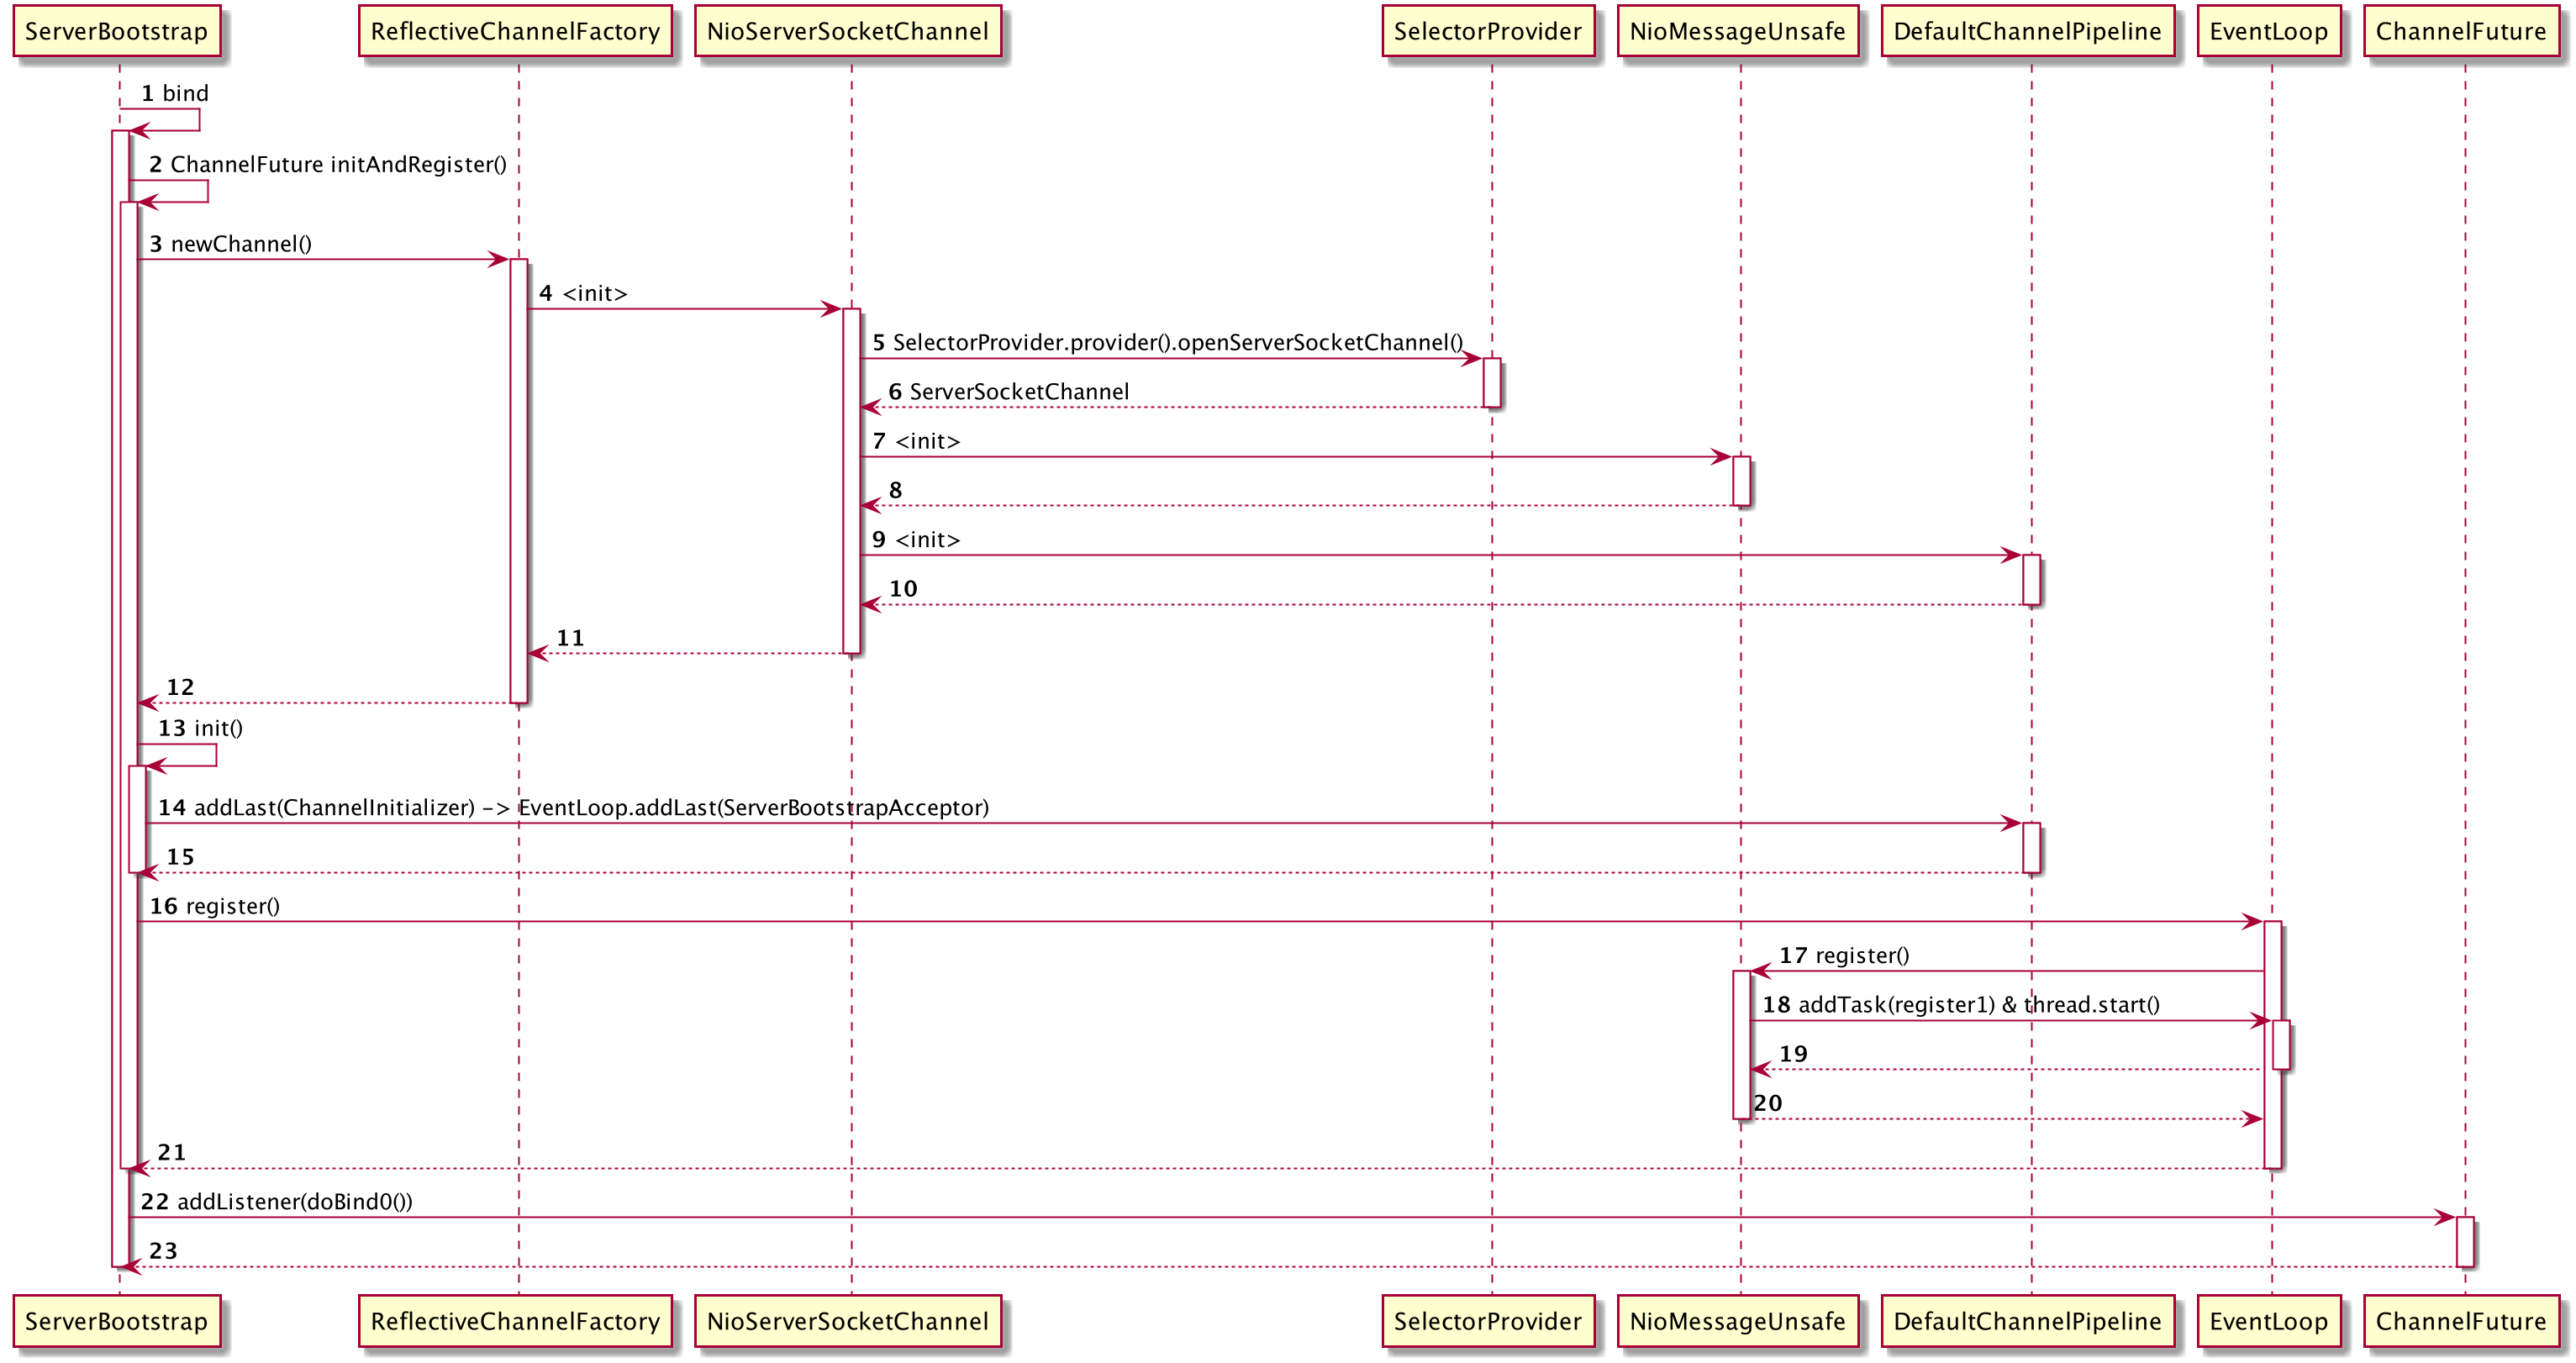 ServerBootstrap ReflectiveChannelFactory NioServerSocketChannel SelectorProvider NioMessageUnsafe DefaultChannelPipeline EventLoop ChannelFuture
1 bind
2 ChannelFuture initAndRegister()
3 newChannel()
4 <init>
5 SelectorProvider.provider().openServerSocketChannel()
6 ServerSocketChannel
7 <init>
8
9 <init>
10
11
12
13 init()
14 addLast(ChannelInitializer) -> EventLoop.addLast(ServerBootstrapAcceptor)
15
16 register()
17 register()
18 addTask(register1) & thread.start()
19
20
21
22 addListener(doBind0())
23
ServerBootstrap ReflectiveChannelFactory NioServerSocketChannel SelectorProvider NioMessageUnsafe DefaultChannelPipeline EventLoop ChannelFuture